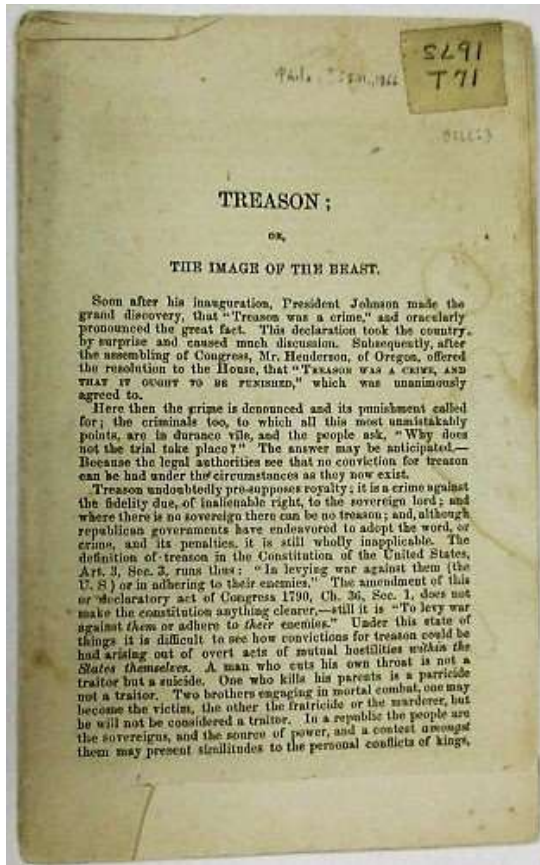 SL91
T71
TREASON;
OR,
THE IMAGE OF THE BEAST.
Soon after his inauguration, President Johnson made the
grand discovery, that "Treason was a crime," and oracularly
pronounced the great fact. This declaration took the country
by surprise and caused much discussion. Subsequently, after
the assembling of Congress, Mr. Henderson, of Oregon, offered
the resolution to the House, that "TREASON WAS A CRIME, AND
THAT IT OUGHT TO BE PUNISHED," which was unanimously
agreed to.
Here then the crime is denounced and its punishment called
for; the criminals too, to which all this most unmistakably
points, are in durance vile, and the people ask, "Why does
not the trial take place?" The answer may be anticipated.—
Because the legal authorities see that no conviction for treason
can be had under the circumstances as they now exist.
Treason undoubtedly pre-supposes royalty; it is a crime against
the fidelity due, of inalienable right, to the sovereign lord; and
where there is no sovereign there can be no treason; and, although
republican governments have endeavored to adopt the word, or
crime, and its penalties, it is still wholly inapplicable. The
definition of treason in the Constitution of the United States,
Art. 3, Sec. 3, runs thus: "In levying war against them (the
U. S) or in adhering to their enemies." The amendment of this
or declaratory act of Congress 1790, Ch. 36, Sec. 1, does not
make the constitution anything clearer,—still it is "To levy war
against them or adhere to their enemies." Under this state of
things it is difficult to see how convictions for treason could be
had arising out of overt acts of mutual hostilities within the
States themselves. A man who cuts his own throat is not a
traitor but a suicide. One who kills his parents is a parricide
not a traitor. Two brothers engaging in mortal combat, one may
become the victim, the other the fratricide or the murderer, but
he will not be considered a traitor. In a republic the people are
the sovereigns, and the source of power, and a contest amongst
them may present similitudes to the personal conflicts of kings,